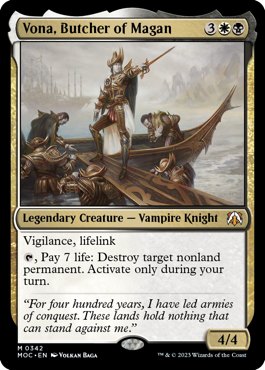 Vona, Butcher of Magan 3
Legendary Creature — Vampire Knight
Vigilance, lifelink
, Pay 7 life: Destroy target nonland
permanent. Activate only during your
turn.
“For four hundred years, I have led armies
of conquest. These lands hold nothing that
can stand against me.”
4/4
M 0342
MOC • EN VOLKAN BAGA
™ & © 2023 Wizards of the Coast